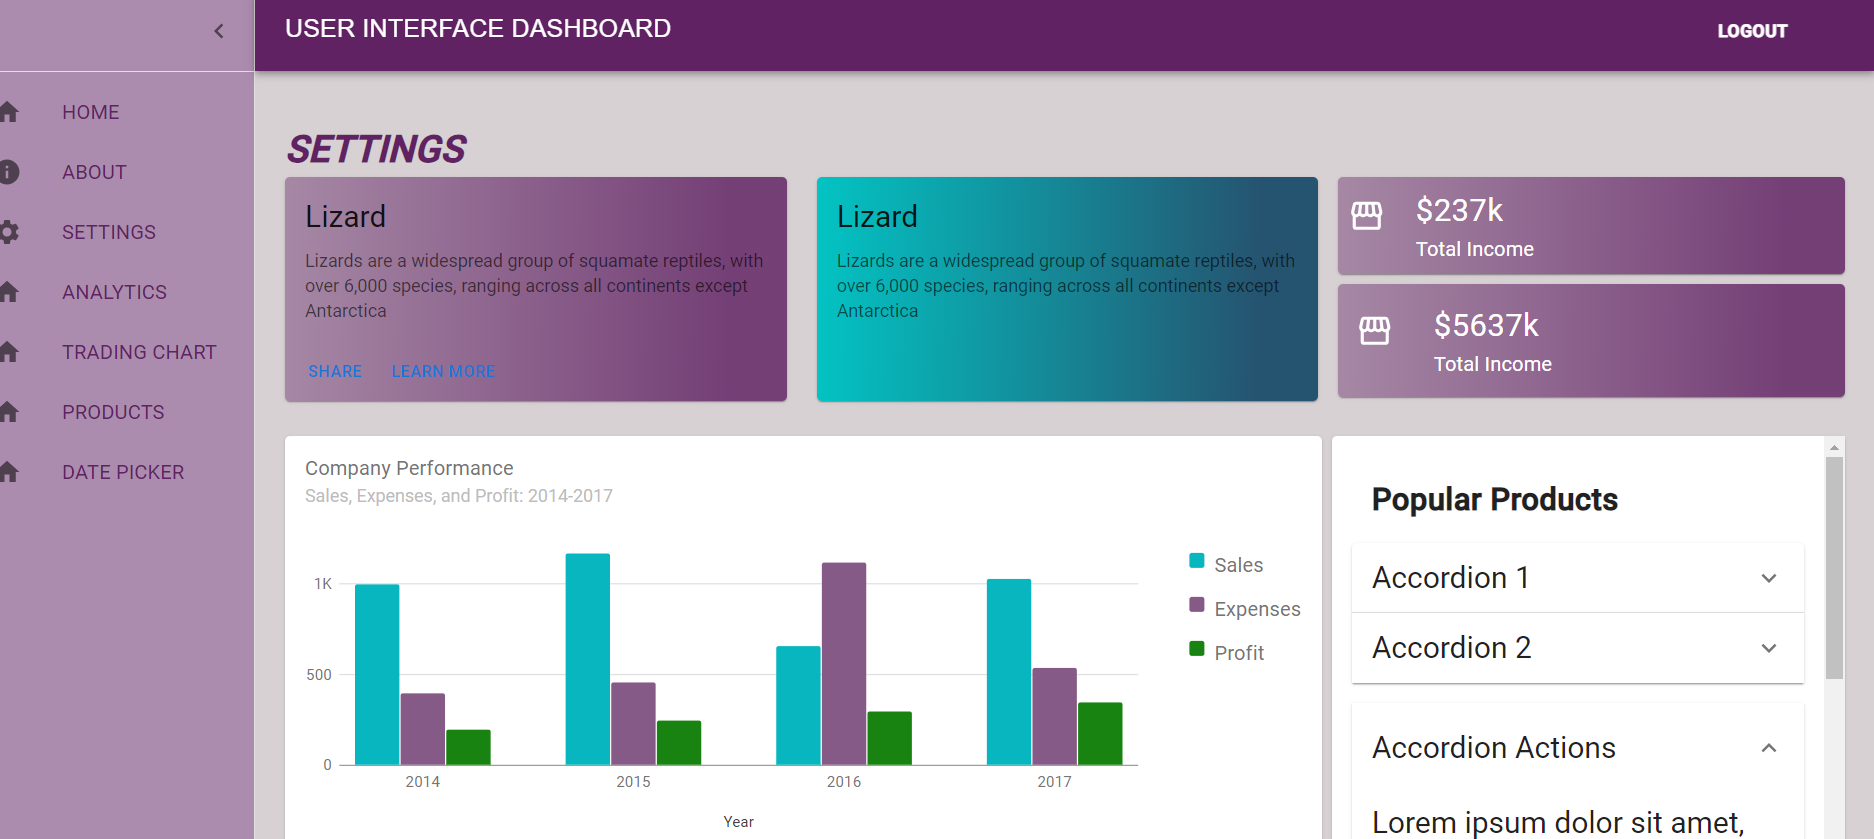 USER INTERFACE DASHBOARD
LOGOUT
HOME
ABOUT
SETTINGS
ANALYTICS
TRADING CHART
PRODUCTS
DATE PICKER
SETTINGS
Lizard
Lizards are a widespread group of squamate reptiles, with
over 6,000 species, ranging across all continents except
Antarctica
SHARE LEARN MORE
Lizard
Lizards are a widespread group of squamate reptiles, with
over 6,000 species, ranging across all continents except
Antarctica
$237k
Total Income
$5637k
Total Income
Company Performance
Sales, Expenses, and Profit: 2014-2017
1K
500
0
2014 2015 2016 2017
Year
Sales
Expenses
Profit
Popular Products
Accordion 1
Accordion 2
Accordion Actions
Lorem ipsum dolor sit amet,